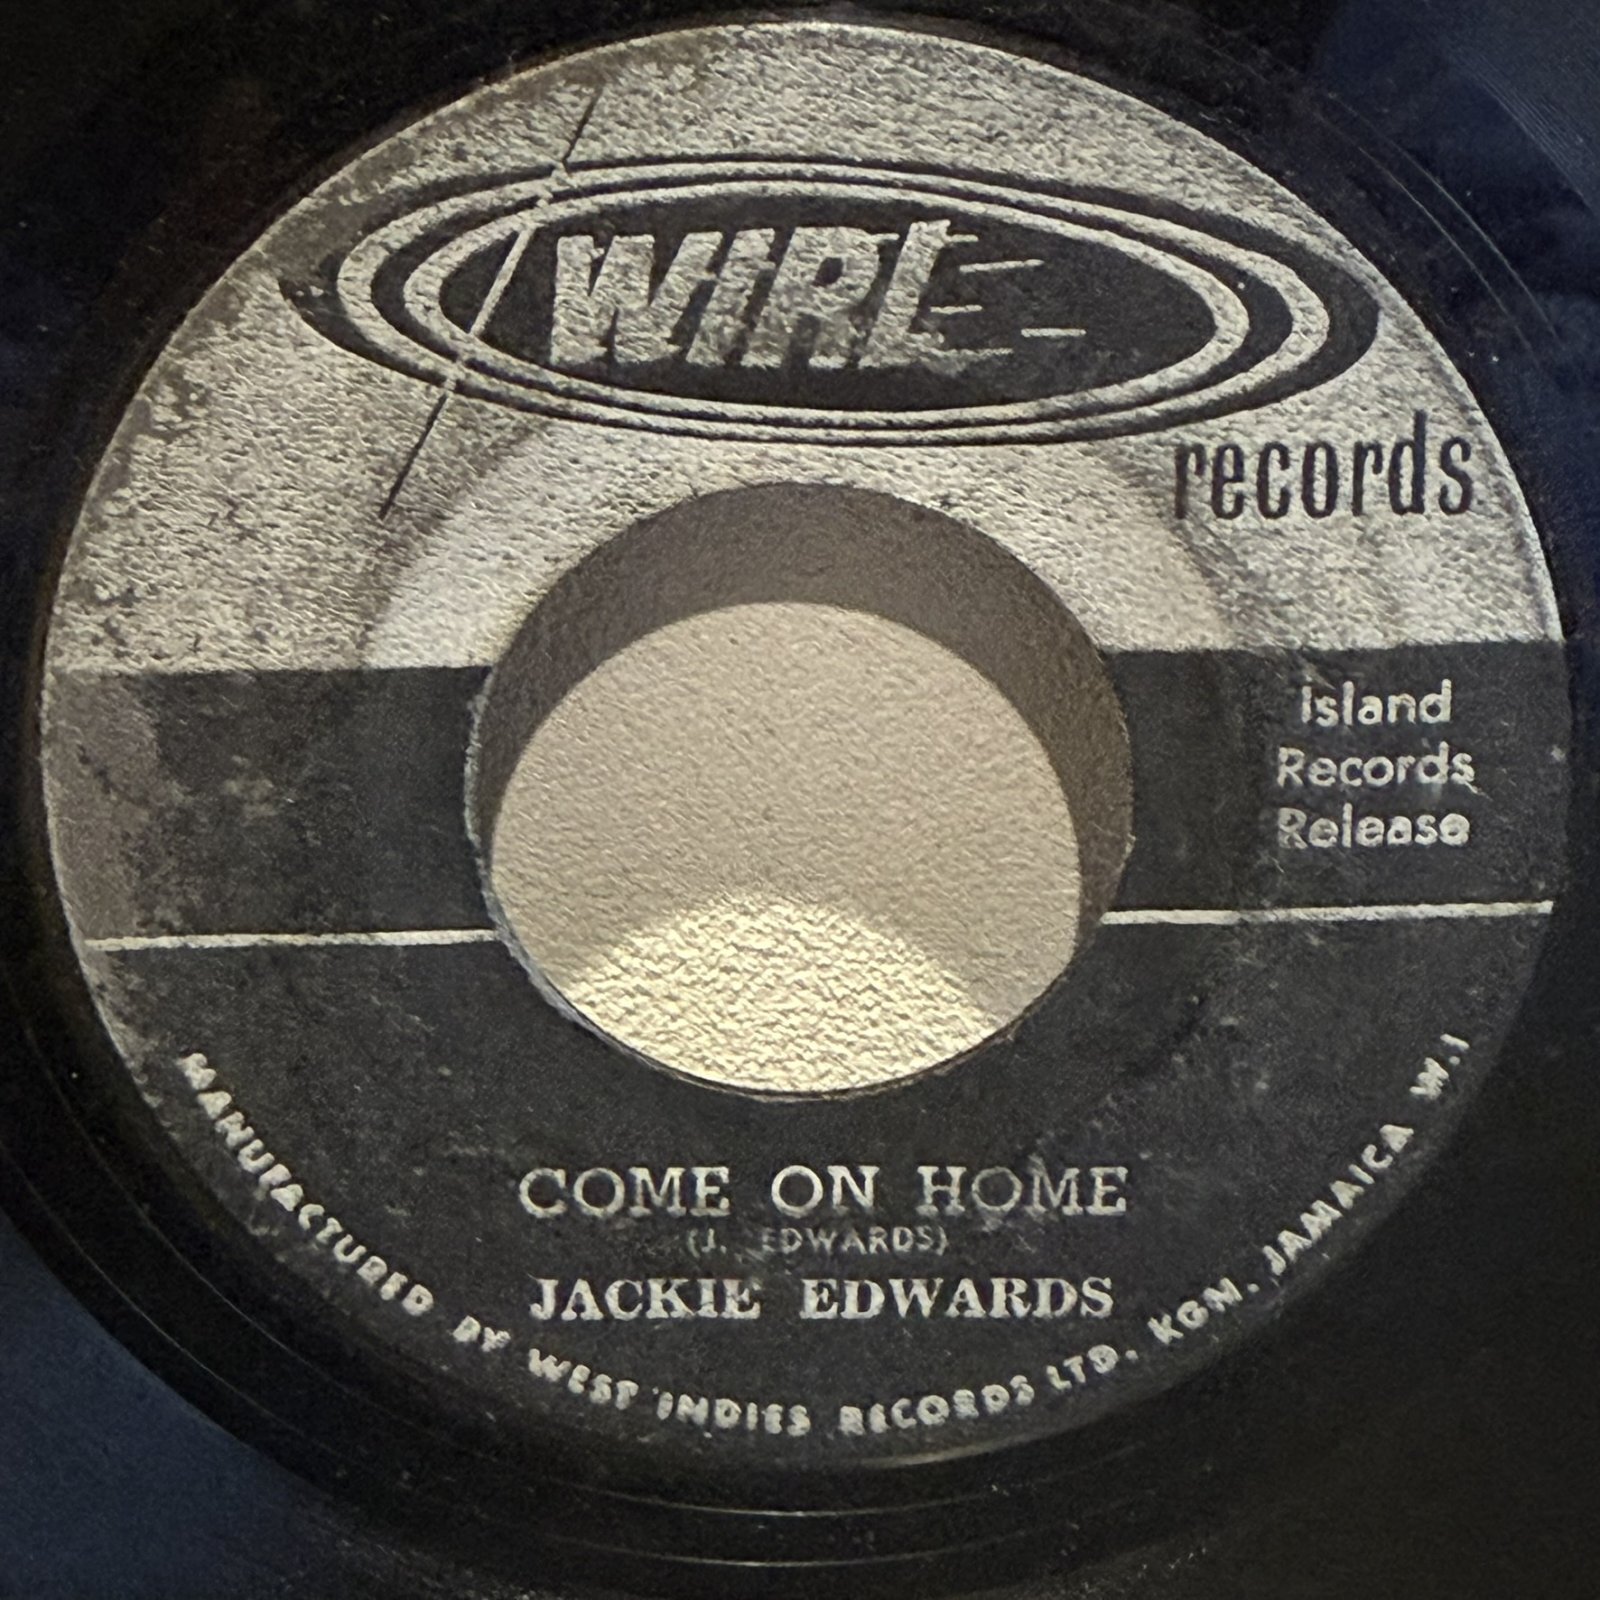 WIRL
records
Island
Records
Release
COME ON HOME
(J. EDWARDS)
JACKIE EDWARDS
MANUFACTURED BY WEST INDIES RECORDS LTD. KGN. JAMAICA W.I